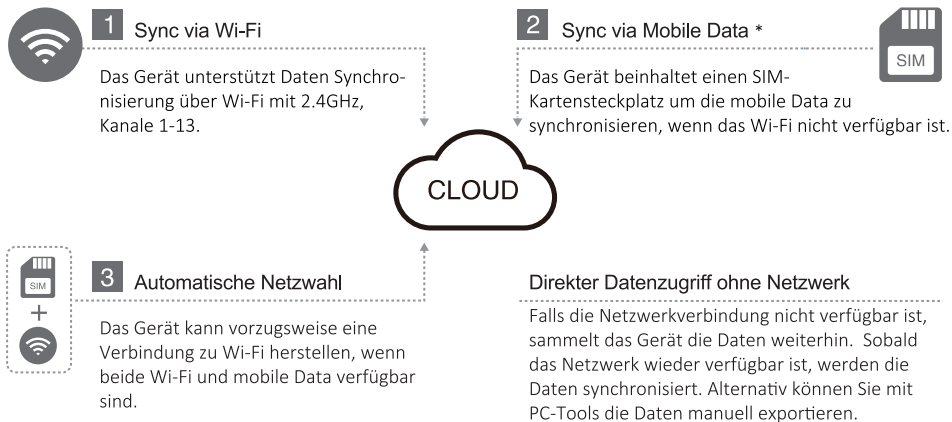 1 Sync via Wi-Fi
Das Gerät unterstützt Daten Synchro-
nisierung über Wi-Fi mit 2.4GHz,
Kanale 1-13.
2 Sync via Mobile Data *
SIM
Das Gerät beinhaltet einen SIM-
Kartensteckplatz um die mobile Data zu
synchronisieren, wenn das Wi-Fi nicht verfügbar ist.
CLOUD
SIM
+
3 Automatische Netzwahl
Das Gerät kann vorzugsweise eine
Verbindung zu Wi-Fi herstellen, wenn
beide Wi-Fi und mobile Data verfügbar
sind.
Direkter Datenzugriff ohne Netzwerk
Falls die Netzwerkverbindung nicht verfügbar ist,
sammelt das Gerät die Daten weiterhin. Sobald
das Netzwerk wieder verfügbar ist, werden die
Daten synchronisiert. Alternativ können Sie mit
PC-Tools die Daten manuell exportieren.